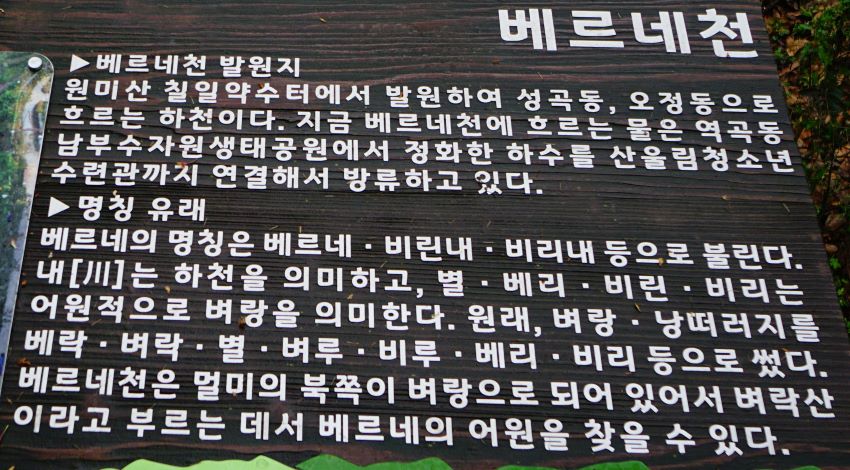 베르네천
▶베르네천 발원지
원미산 칠일약수터에서 발원하여 성곡동, 오정동으로
흐르는 하천이다. 지금 베르네천에 흐르는 물은 역곡동
남부수자원생태공원에서 정화한 하수를 산울림청소년
수련관까지 연결해서 방류하고 있다.
▶명칭 유래
베르네의 명칭은 베르네·비린내·비리내 등으로 불린다.
내[川]는 하천을 의미하고, 별·베리·비린·비리는
어원적으로 벼랑을 의미한다. 원래, 벼랑·낭떠러지를
베락·벼락·별·벼루·비루·베리·비리 등으로 썼다.
베르네천은 멀미의 북쪽이 벼랑으로 되어 있어서 벼락산
이라고 부르는 데서 베르네의 어원을 찾을 수 있다.